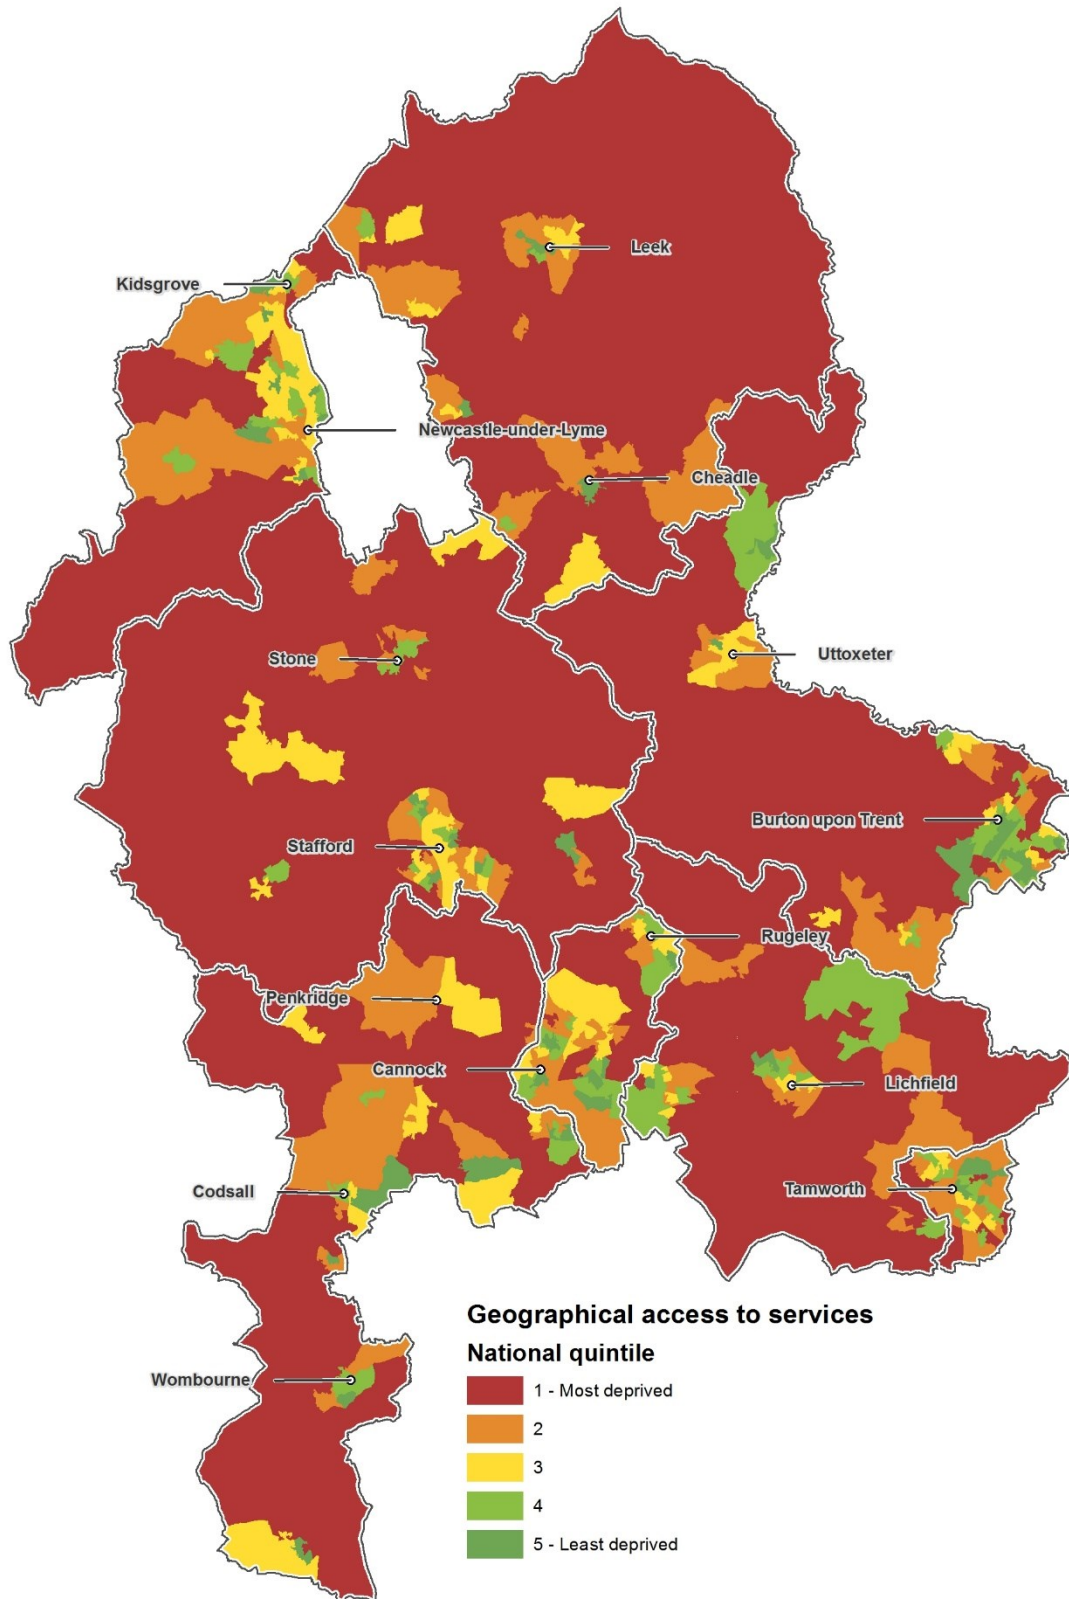 Leek
Kidsgrove
Newcastle-under-Lyme
Cheadle
Uttoxeter
Stone
Burton upon Trent
Stafford
Rugeley
Penkridge
Cannock
Lichfield
Tamworth
Codsall
Wombourne
Geographical access to services
National quintile
1 - Most deprived
2
3
4
5 - Least deprived